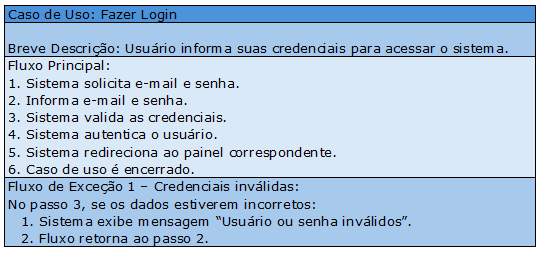 Caso de Uso: Fazer Login
Breve Descrição: Usuário informa suas credenciais para acessar o sistema.
Fluxo Principal:
1. Sistema solicita e-mail e senha.
2. Informa e-mail e senha.
3. Sistema valida as credenciais.
4. Sistema autentica o usuário.
5. Sistema redireciona ao painel correspondente.
6. Caso de uso é encerrado.
Fluxo de Exceção 1 – Credenciais inválidas:
No passo 3, se os dados estiverem incorretos:
1. Sistema exibe mensagem “Usuário ou senha inválidos”.
2. Fluxo retorna ao passo 2.